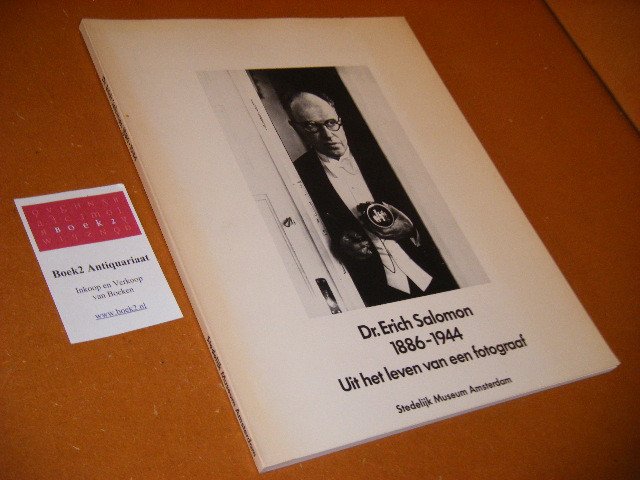 Boek2
Boek2 Antiquariaat
Inkoop en Verkoop
van Boeken
www.boek2.nl
Dr. Erich Salomon
1886-1944
Uit het leven van een fotograaf
Stedelijk Museum Amsterdam